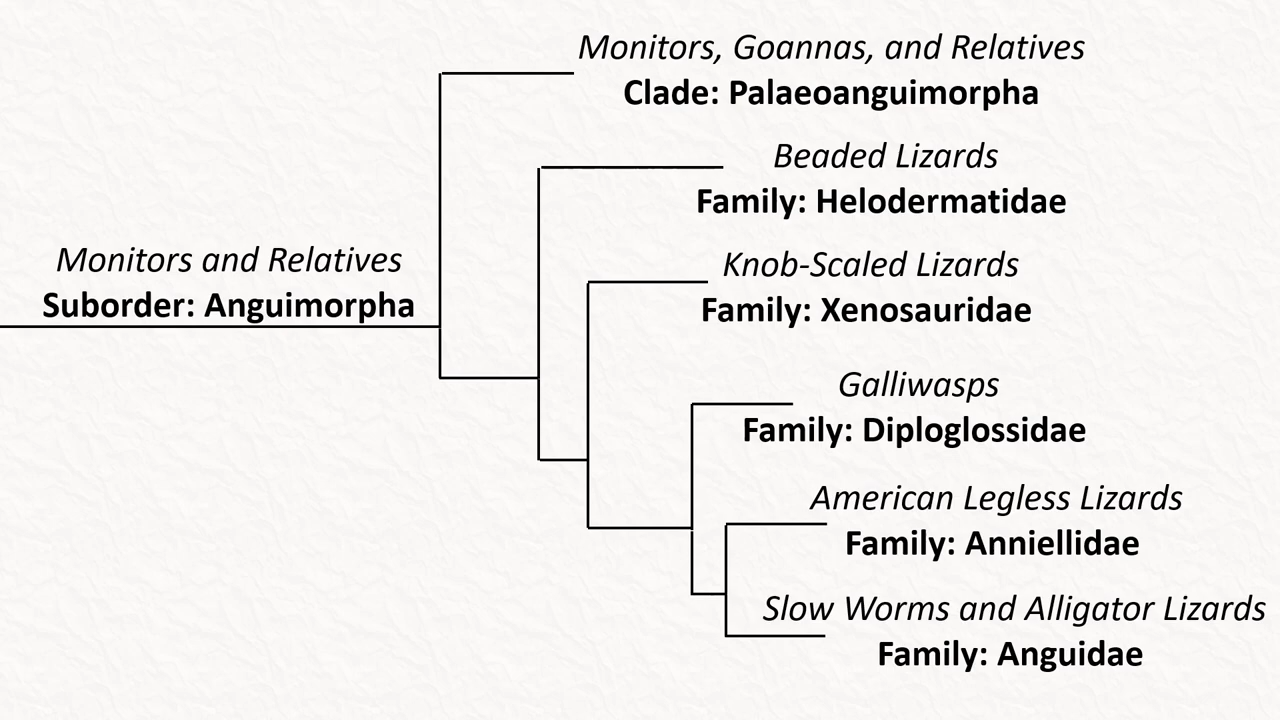 Monitors, Goannas, and Relatives
Clade: Palaeoanguimorpha
Beaded Lizards
Family: Helodermatidae
Monitors and Relatives
Suborder: Anguimorpha
Knob-Scaled Lizards
Family: Xenosauridae
Galliwasps
Family: Diploglossidae
American Legless Lizards
Family: Anniellidae
Slow Worms and Alligator Lizards
Family: Anguidae